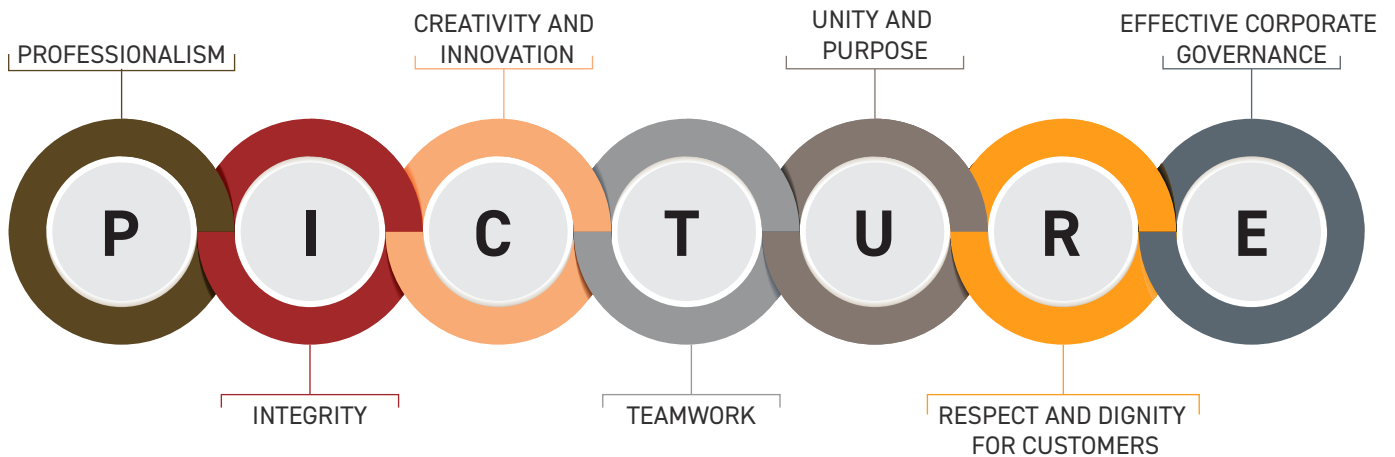 CREATIVITY AND
INNOVATION
UNITY AND
PURPOSE
EFFECTIVE CORPORATE
GOVERNANCE
PROFESSIONALISM
P
I
C
T
U
R
E
INTEGRITY
TEAMWORK
RESPECT AND DIGNITY
FOR CUSTOMERS